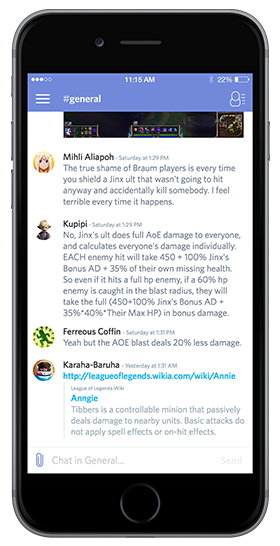 11:15 AM
22%
#general
Mihli Aliapoh - Saturday at 1:29 PM
The true shame of Braum players is every time
you shield a Jinx ult that wasn't going to hit
anyway and accidentally kill somebody. I feel
terrible every time it happens.
Kupipi - Saturday at 1:29 PM
No, Jinx's ult does full AoE damage to everyone,
and calculates everyone's damage individually.
EACH enemy hit will take 450 + 100% Jinx's
Bonus AD + 35% of their own missing health.
So even if it hits a full hp enemy, if a 60% hp
enemy is caught in the blast radius, they will
take the full (450+100% Jinx's Bonus AD +
35%*40%*Their Max HP) in bonus damage.
Ferreous Coffin - Saturday at 1:31 PM
Yeah but the AOE blast deals 20% less damage.
Karaha-Baruha - Yesterday at 1:31 AM
http://leagueoflegends.wikia.com/wiki/Annie
League of Legends Wiki
Anngie
Tibbers is a controllable minion that passively
deals damage to nearby units. Basic attacks do
not apply spell effects or on-hit effects.
Chat in General...
Send